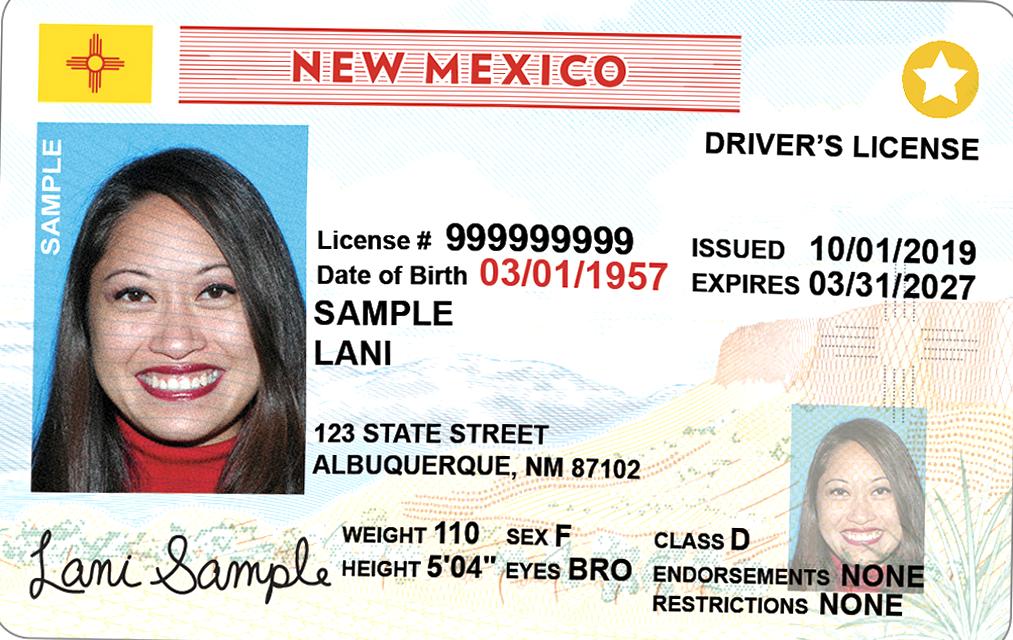 NEW MEXICO
DRIVER'S LICENSE
SAMPLE
License # 999999999
Date of Birth 03/01/1957
ISSUED 10/01/2019
EXPIRES 03/31/2027
SAMPLE
LANI
123 STATE STREET
ALBUQUERQUE, NM 87102
WEIGHT 110 SEX F
HEIGHT 5'04" EYES BRO
CLASS D
ENDORSEMENTS NONE
RESTRICTIONS NONE
Lani Sample